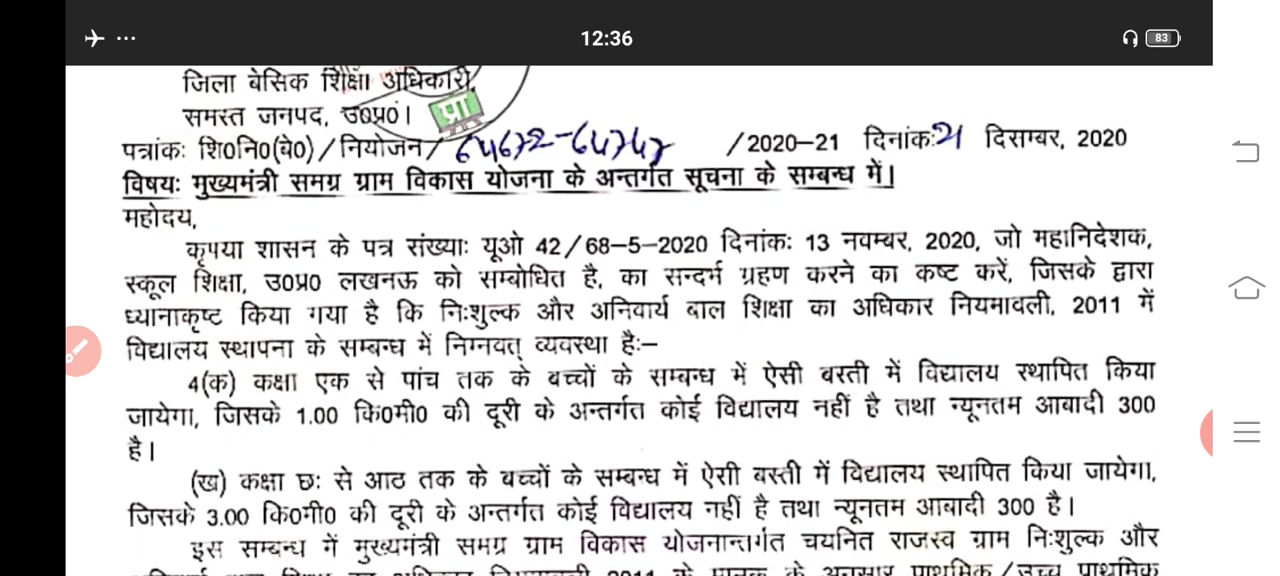 12:36
83
जिला बेसिक शिक्षा अधिकारी,
समस्त जनपद, उ0प्र0।
प्रा
पत्रांकः शि0नि0(बे0)/नियोजन/ /2020-21 दिनांकः21 दिसम्बर, 2020
विषयः मुख्यमंत्री समग्र ग्राम विकास योजना के अन्तर्गत सूचना के सम्बन्ध में।
महोदय,
कृपया शासन के पत्र संख्याः यूओ 42/68-5-2020 दिनांकः 13 नवम्बर, 2020, जो महानिदेशक,
स्कूल शिक्षा, उ0प्र0 लखनऊ को सम्बोधित है, का सन्दर्भ ग्रहण करने का कष्ट करें, जिसके द्वारा
ध्यानाकृष्ट किया गया है कि निःशुल्क और अनिवार्य बाल शिक्षा का अधिकार नियमावली, 2011 में
विद्यालय स्थापना के सम्बन्ध में निम्नवत् व्यवस्था हैः–
4(क) कक्षा एक से पांच तक के बच्चों के सम्बन्ध में ऐसी बस्ती में विद्यालय स्थापित किया
जायेगा, जिसके 1.00 कि0मी0 की दूरी के अन्तर्गत कोई विद्यालय नहीं है तथा न्यूनतम आबादी 300
है।
(ख) कक्षा छः से आठ तक के बच्चों के सम्बन्ध में ऐसी बस्ती में विद्यालय स्थापित किया जायेगा,
जिसके 3.00 कि0मी0 की दूरी के अन्तर्गत कोई विद्यालय नहीं है तथा न्यूनतम आबादी 300 है।
इस सम्बन्ध में मुख्यमंत्री समग्र ग्राम विकास योजनान्तर्गत चयनित राजस्व ग्राम निःशुल्क और
2011 के मानक के अनुसार प्राथमिक/उच्च प्राथमिक